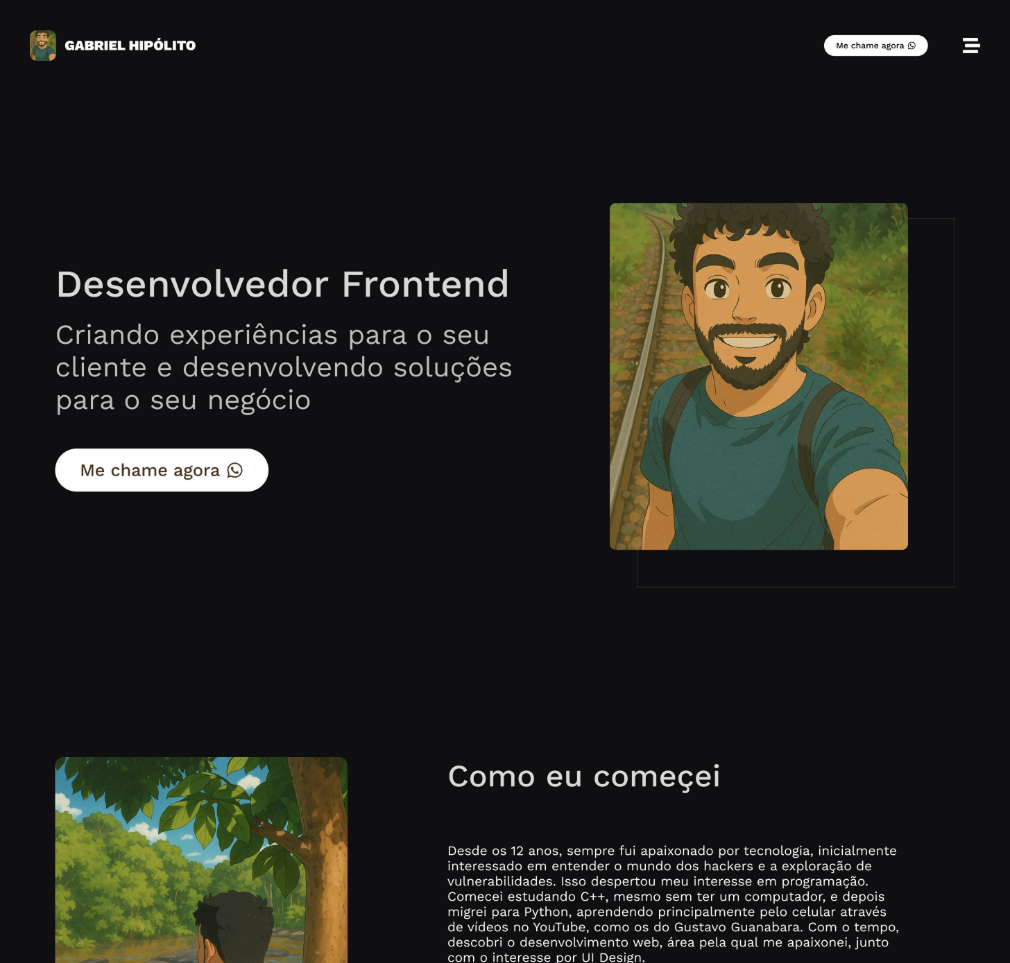 GABRIEL HIPÓLITO
Me chame agora
Desenvolvedor Frontend
Criando experiências para o seu
cliente e desenvolvendo soluções
para o seu negócio
Me chame agora
Como eu começei
Desde os 12 anos, sempre fui apaixonado por tecnologia, inicialmente
interessado em entender o mundo dos hackers e a exploração de
vulnerabilidades. Isso despertou meu interesse em programação.
Comecei estudando C++, mesmo sem ter um computador, e depois
migrei para Python, aprendendo principalmente pelo celular através
de vídeos no YouTube, como os do Gustavo Guanabara. Com o tempo,
descobri o desenvolvimento web, área pela qual me apaixonei, junto
com o interesse por UI Design.